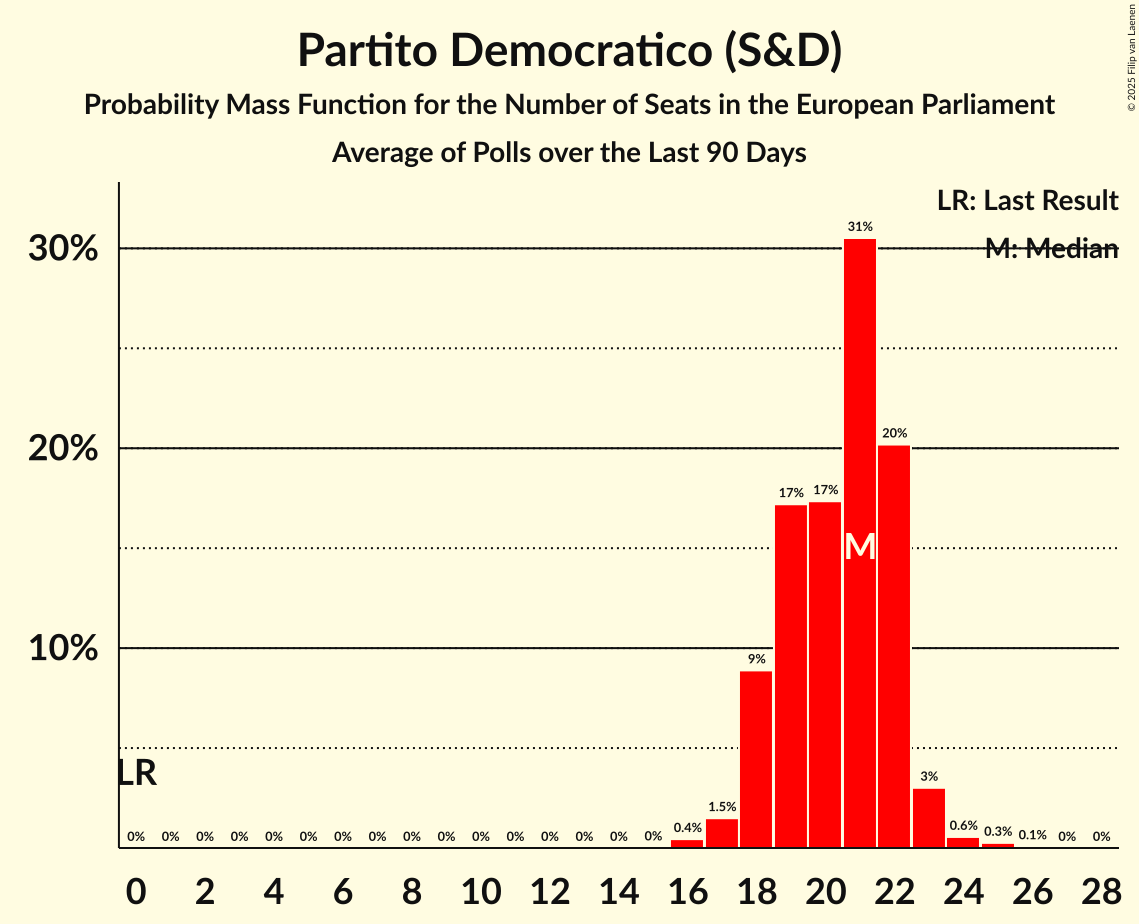 Partito Democratico (S&D)
Probability Mass Function for the Number of Seats in the European Parliament
Average of Polls over the Last 90 Days
© 2025 Filip van Laenen
LR: Last Result
M: Median
30%
20%
10%
31%
20%
17%
17%
M
9%
LR
3%
1.5%
0% 0% 0% 0% 0% 0% 0% 0% 0% 0% 0% 0% 0% 0% 0% 0% 0.4% 0.6% 0.3% 0.1% 0% 0%
0 2 4 6 8 10 12 14 16 18 20 22 24 26 28